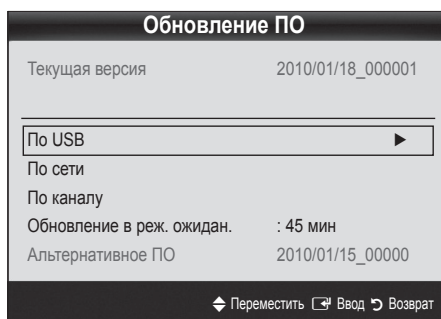 Обновление ПО
Текущая версия 2010/01/18_000001
По USB ►
По сети
По каналу
Обновление в реж. ожидан. : 45 мин
Альтернативное ПО 2010/01/15_00000
Переместить Ввод Возврат